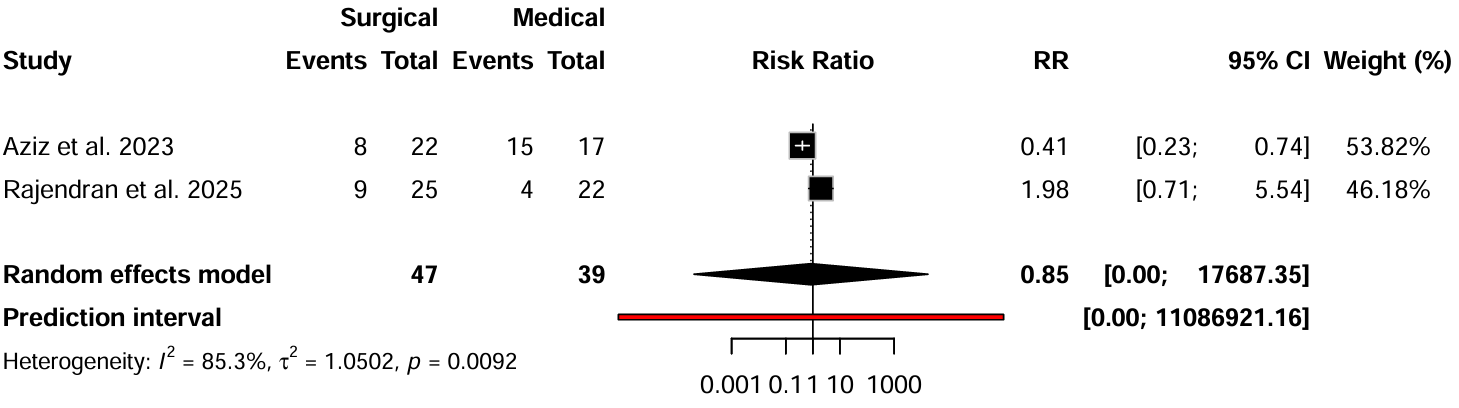 Surgical Medical
Study Events Total Events Total Risk Ratio RR 95% CI Weight (%)
Aziz et al. 2023 8 22 15 17 0.41 [0.23; 0.74] 53.82%
Rajendran et al. 2025 9 25 4 22 1.98 [0.71; 5.54] 46.18%
Random effects model 47 39 0.85 [0.00; 17687.35]
Prediction interval [0.00; 11086921.16]
Heterogeneity: I² = 85.3%, τ² = 1.0502, p = 0.0092
0.001 0.1 1 10 1000